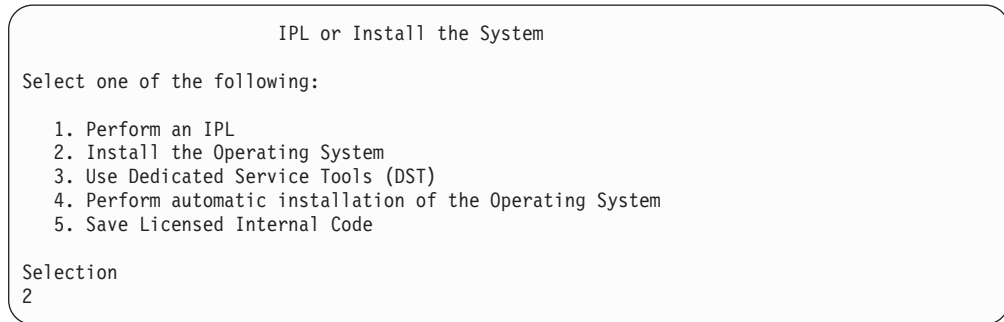 IPL or Install the System
Select one of the following:
1. Perform an IPL
2. Install the Operating System
3. Use Dedicated Service Tools (DST)
4. Perform automatic installation of the Operating System
5. Save Licensed Internal Code
Selection
2